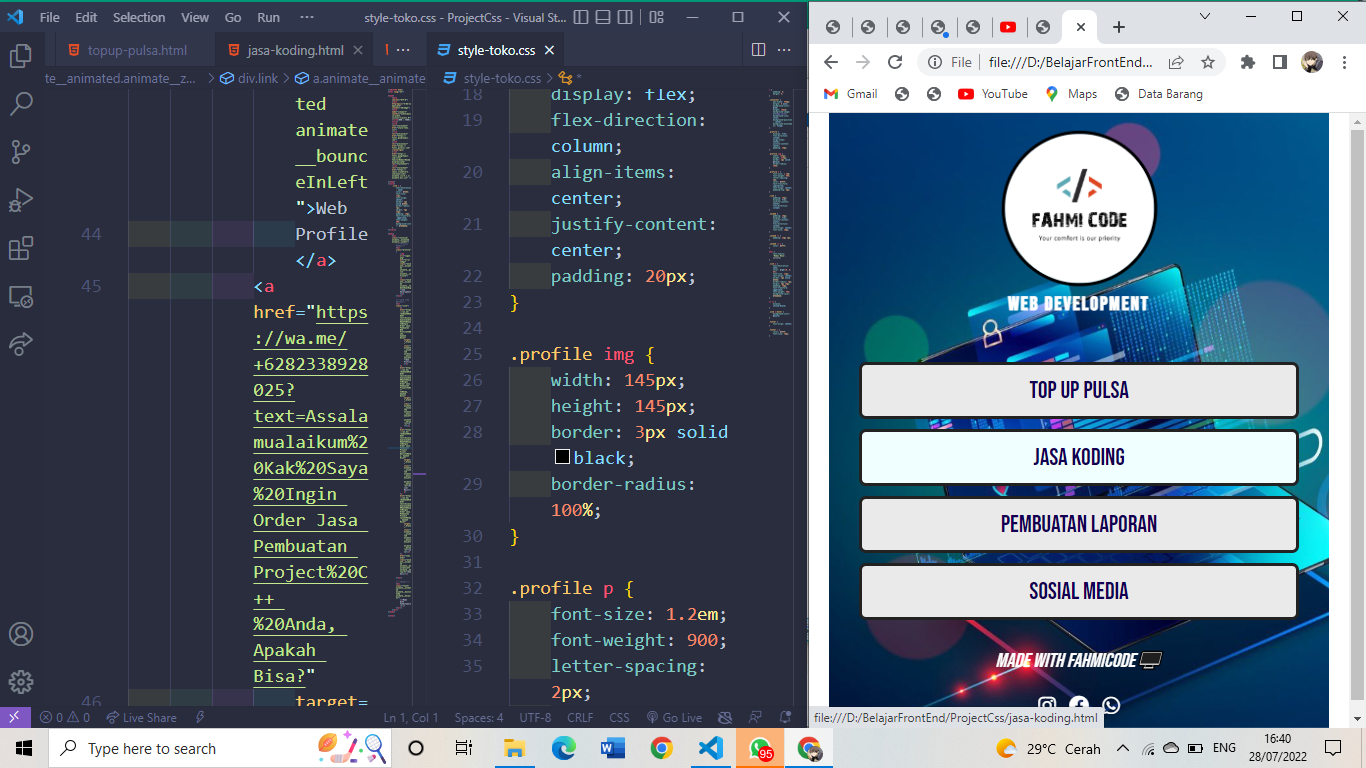 File Edit Selection View Go Run ··· style-toko.css - ProjectCss - Visual St...
topup-pulsa.html jasa-koding.html ··· style-toko.css
te__animated.animate__z... > div.link > a.animate__animate
style-toko.css >
ted
animate
__bounc
eInLeft
">Web
44 Profile
</a>
45 <a
href="https
://wa.me/
+6282338928
025?
text=Assala
mualaikum%2
0Kak%20Saya
%20Ingin
Order Jasa
Pembuatan
Project%20C
++
%20Anda,
Apakah
Bisa?"
46 target=
18 display: flex;
19 flex-direction:
column;
20 align-items:
center;
21 justify-content:
center;
22 padding: 20px;
23 }
24
25 .profile img {
26 width: 145px;
27 height: 145px;
28 border: 3px solid
black;
29 border-radius:
100%;
30 }
31
32 .profile p {
33 font-size: 1.2em;
34 font-weight: 900;
35 letter-spacing:
2px;
0 0 Live Share Ln 1, Col 1 Spaces: 4 UTF-8 CRLF CSS Go Live
File file:///D:/BelajarFrontEnd...
Gmail YouTube Maps Data Barang
FAHMI CODE
Your comfort is our priority
WEB DEVELOPMENT
TOP UP PULSA
JASA KODING
PEMBUATAN LAPORAN
SOSIAL MEDIA
MADE WITH FAHMICODE
file:///D:/BelajarFrontEnd/ProjectCss/jasa-koding.html
Type here to search
95
29°C Cerah ENG
16:40
28/07/2022